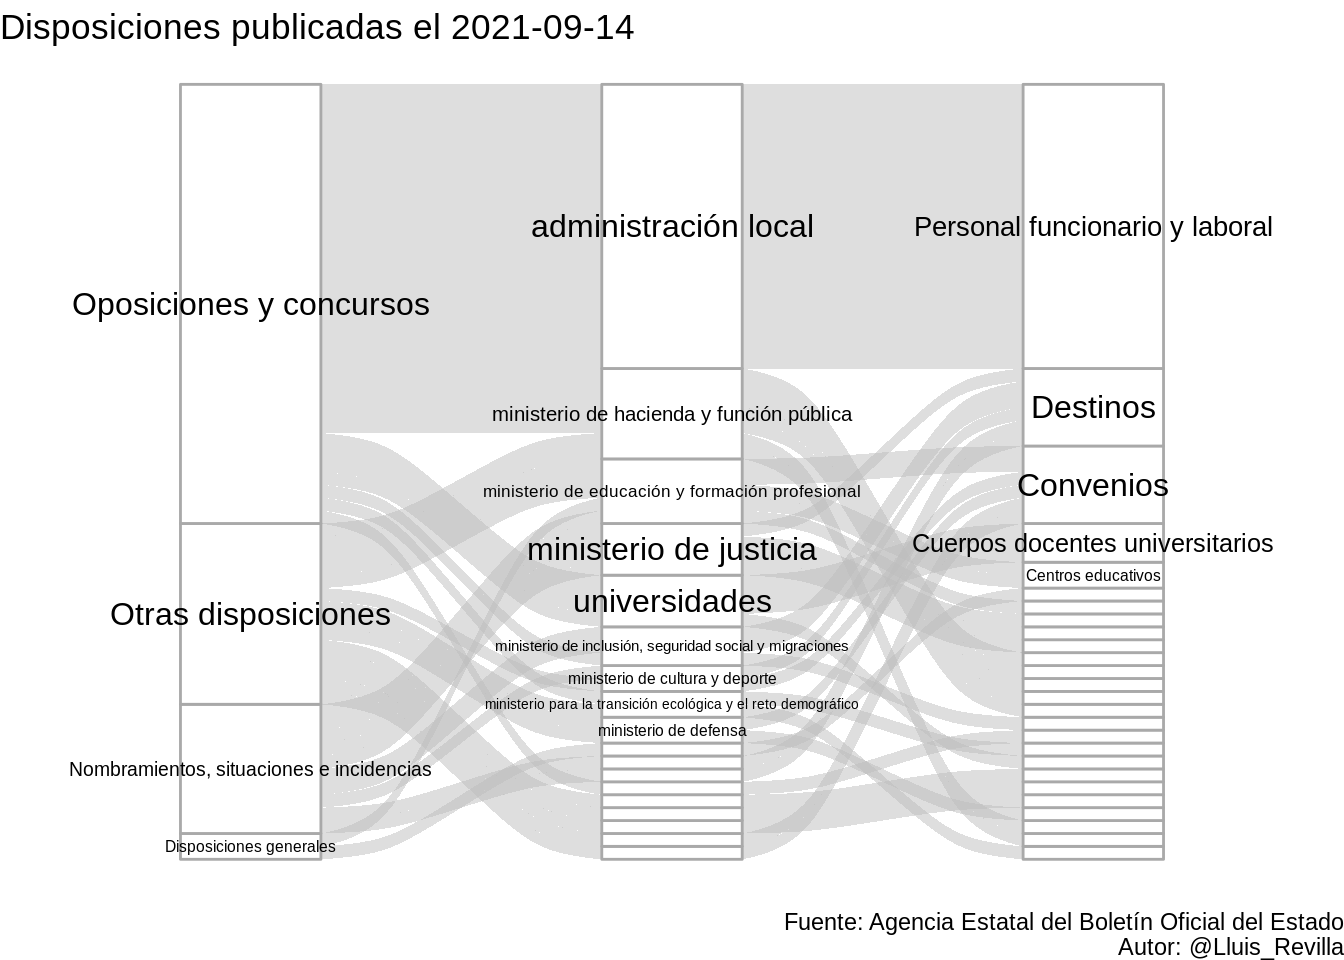 Disposiciones publicadas el 2021-09-14
Oposiciones y concursos
Otras disposiciones
Nombramientos, situaciones e incidencias
Disposiciones generales
administración local
ministerio de hacienda y función pública
ministerio de educación y formación profesional
ministerio de justicia
universidades
ministerio de inclusión, seguridad social y migraciones
ministerio de cultura y deporte
ministerio para la transición ecológica y el reto demográfico
ministerio de defensa
Personal funcionario y laboral
Destinos
Convenios
Cuerpos docentes universitarios
Centros educativos
Fuente: Agencia Estatal del Boletín Oficial del Estado
Autor: @Lluis_Revilla